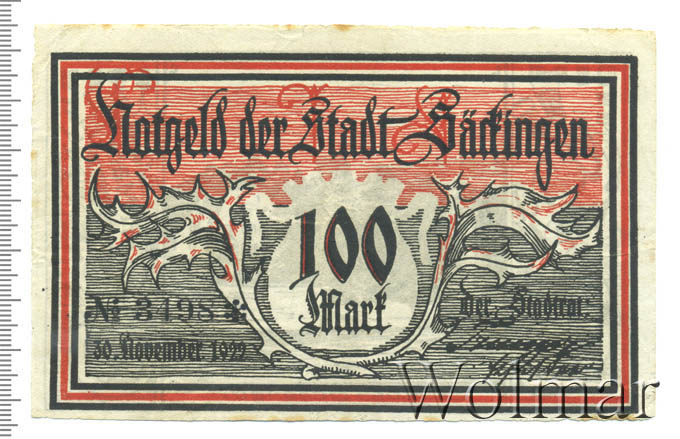 Notgeld der Stadt Säckingen
100
Mark
No 3498 *
Der Stadtrat:
30. November 1922
Wolmar